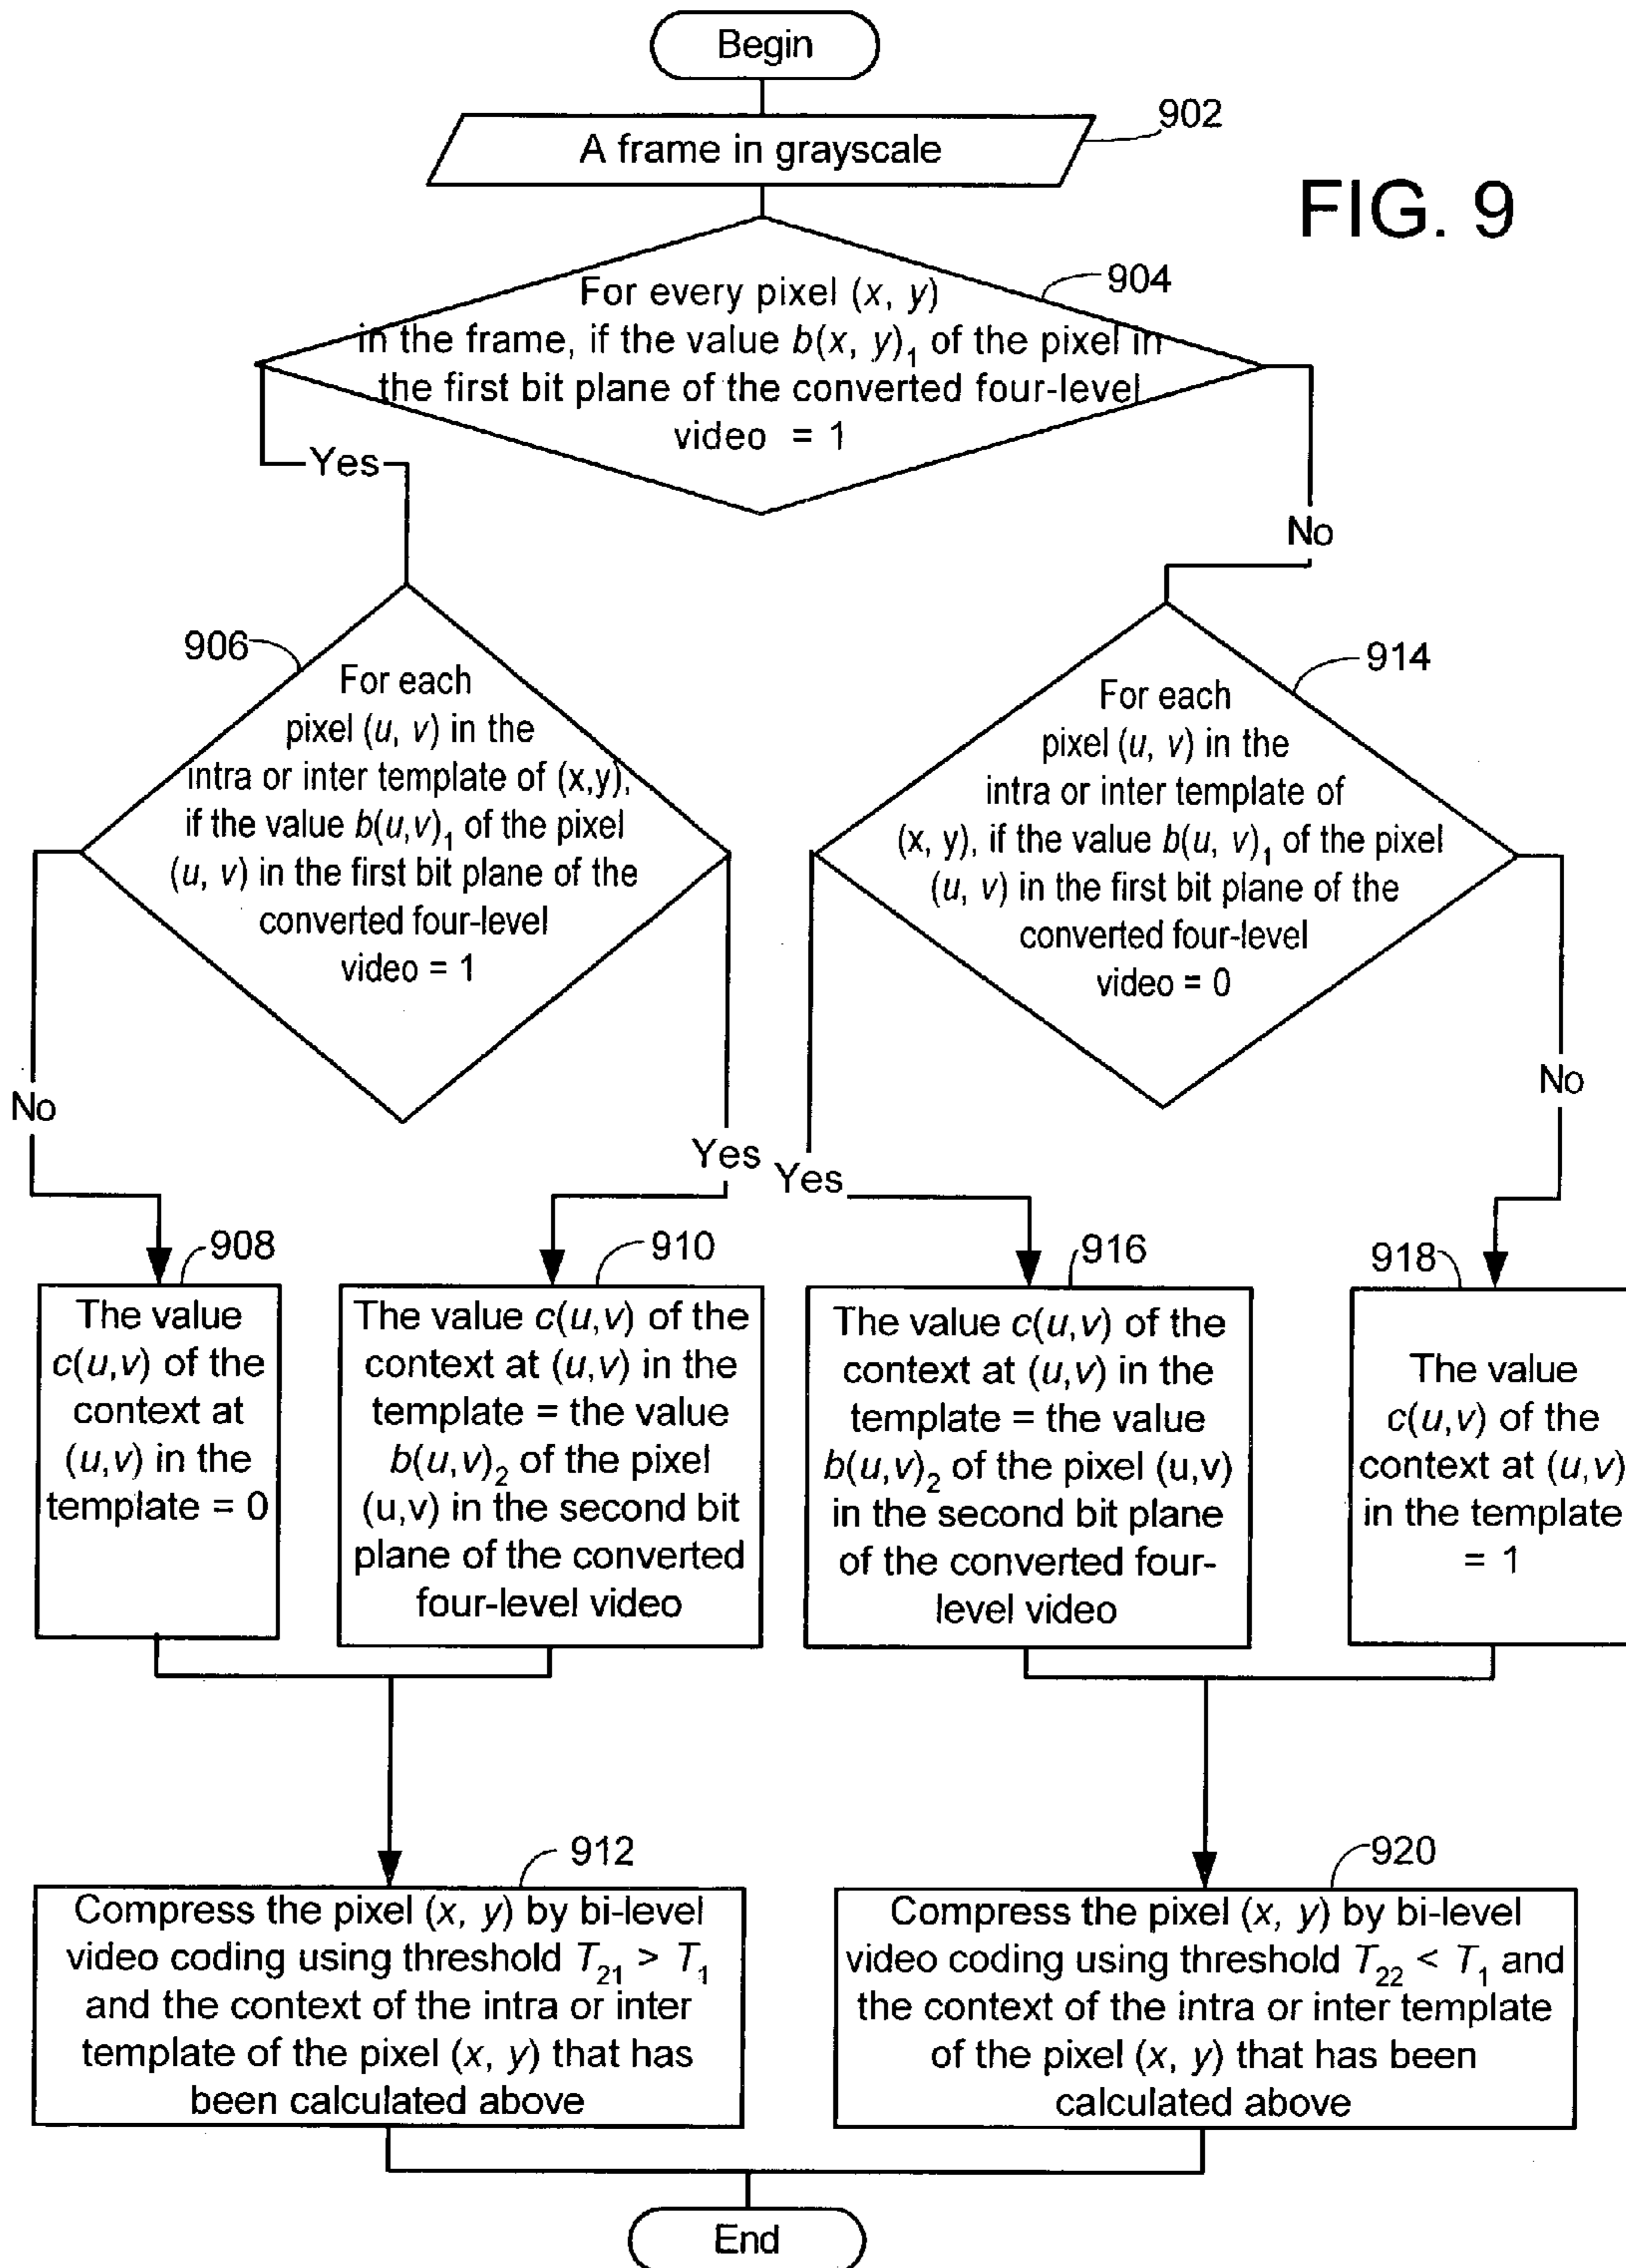 Begin
A frame in grayscale
902
FIG. 9
904
For every pixel (x, y)
in the frame, if the value b(x, y)₁ of the pixel in
the first bit plane of the converted four-level
video = 1
Yes
No
906
For each
pixel (u, v) in the
intra or inter template of (x,y),
if the value b(u,v)₁ of the pixel
(u, v) in the first bit plane of the
converted four-level
video = 1
914
For each
pixel (u, v) in the
intra or inter template of
(x, y), if the value b(u, v)₁ of the pixel
(u, v) in the first bit plane of the
converted four-level
video = 0
No
Yes
Yes
No
908
The value
c(u,v) of the
context at
(u,v) in the
template = 0
910
The value c(u,v) of the
context at (u,v) in the
template = the value
b(u,v)₂ of the pixel
(u,v) in the second bit
plane of the converted
four-level video
916
The value c(u,v) of the
context at (u,v) in the
template = the value
b(u,v)₂ of the pixel (u,v)
in the second bit plane
of the converted four-
level video
918
The value
c(u,v) of the
context at (u,v)
in the template
= 1
912
Compress the pixel (x, y) by bi-level
video coding using threshold T₂₁ > T₁
and the context of the intra or inter
template of the pixel (x, y) that has
been calculated above
920
Compress the pixel (x, y) by bi-level
video coding using threshold T₂₂ < T₁ and
the context of the intra or inter template
of the pixel (x, y) that has been
calculated above
End